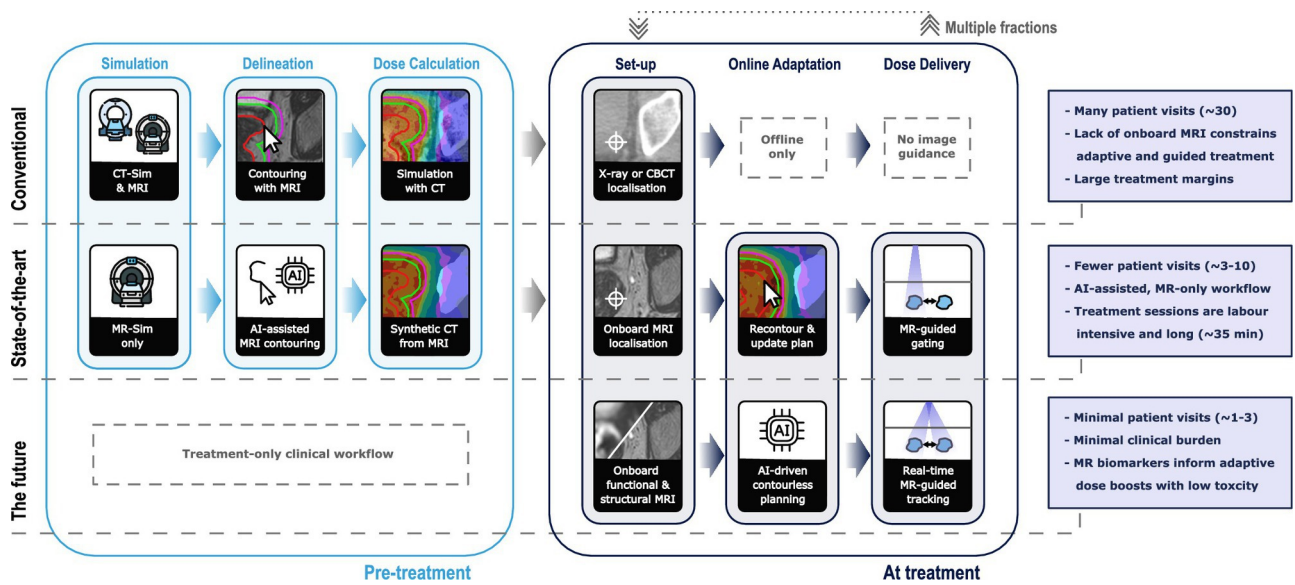 Multiple fractions
Simulation
Delineation
Dose Calculation
Set-up
Online Adaptation
Dose Delivery
Conventional
CT-Sim
& MRI
Contouring
with MRI
Simulation
with CT
X-ray or CBCT
localisation
Offline
only
No image
guidance
- Many patient visits (~30)
- Lack of onboard MRI constrains
adaptive and guided treatment
- Large treatment margins
State-of-the-art
MR-Sim
only
AI
AI-assisted
MRI contouring
Synthetic CT
from MRI
Onboard MRI
localisation
Recontour &
update plan
MR-guided
gating
- Fewer patient visits (~3-10)
- AI-assisted, MR-only workflow
- Treatment sessions are labour
intensive and long (~35 min)
The future
Treatment-only clinical workflow
Onboard
functional &
structural MRI
AI
AI-driven
contourless
planning
Real-time
MR-guided
tracking
- Minimal patient visits (~1-3)
- Minimal clinical burden
- MR biomarkers inform adaptive
dose boosts with low toxcity
Pre-treatment
At treatment